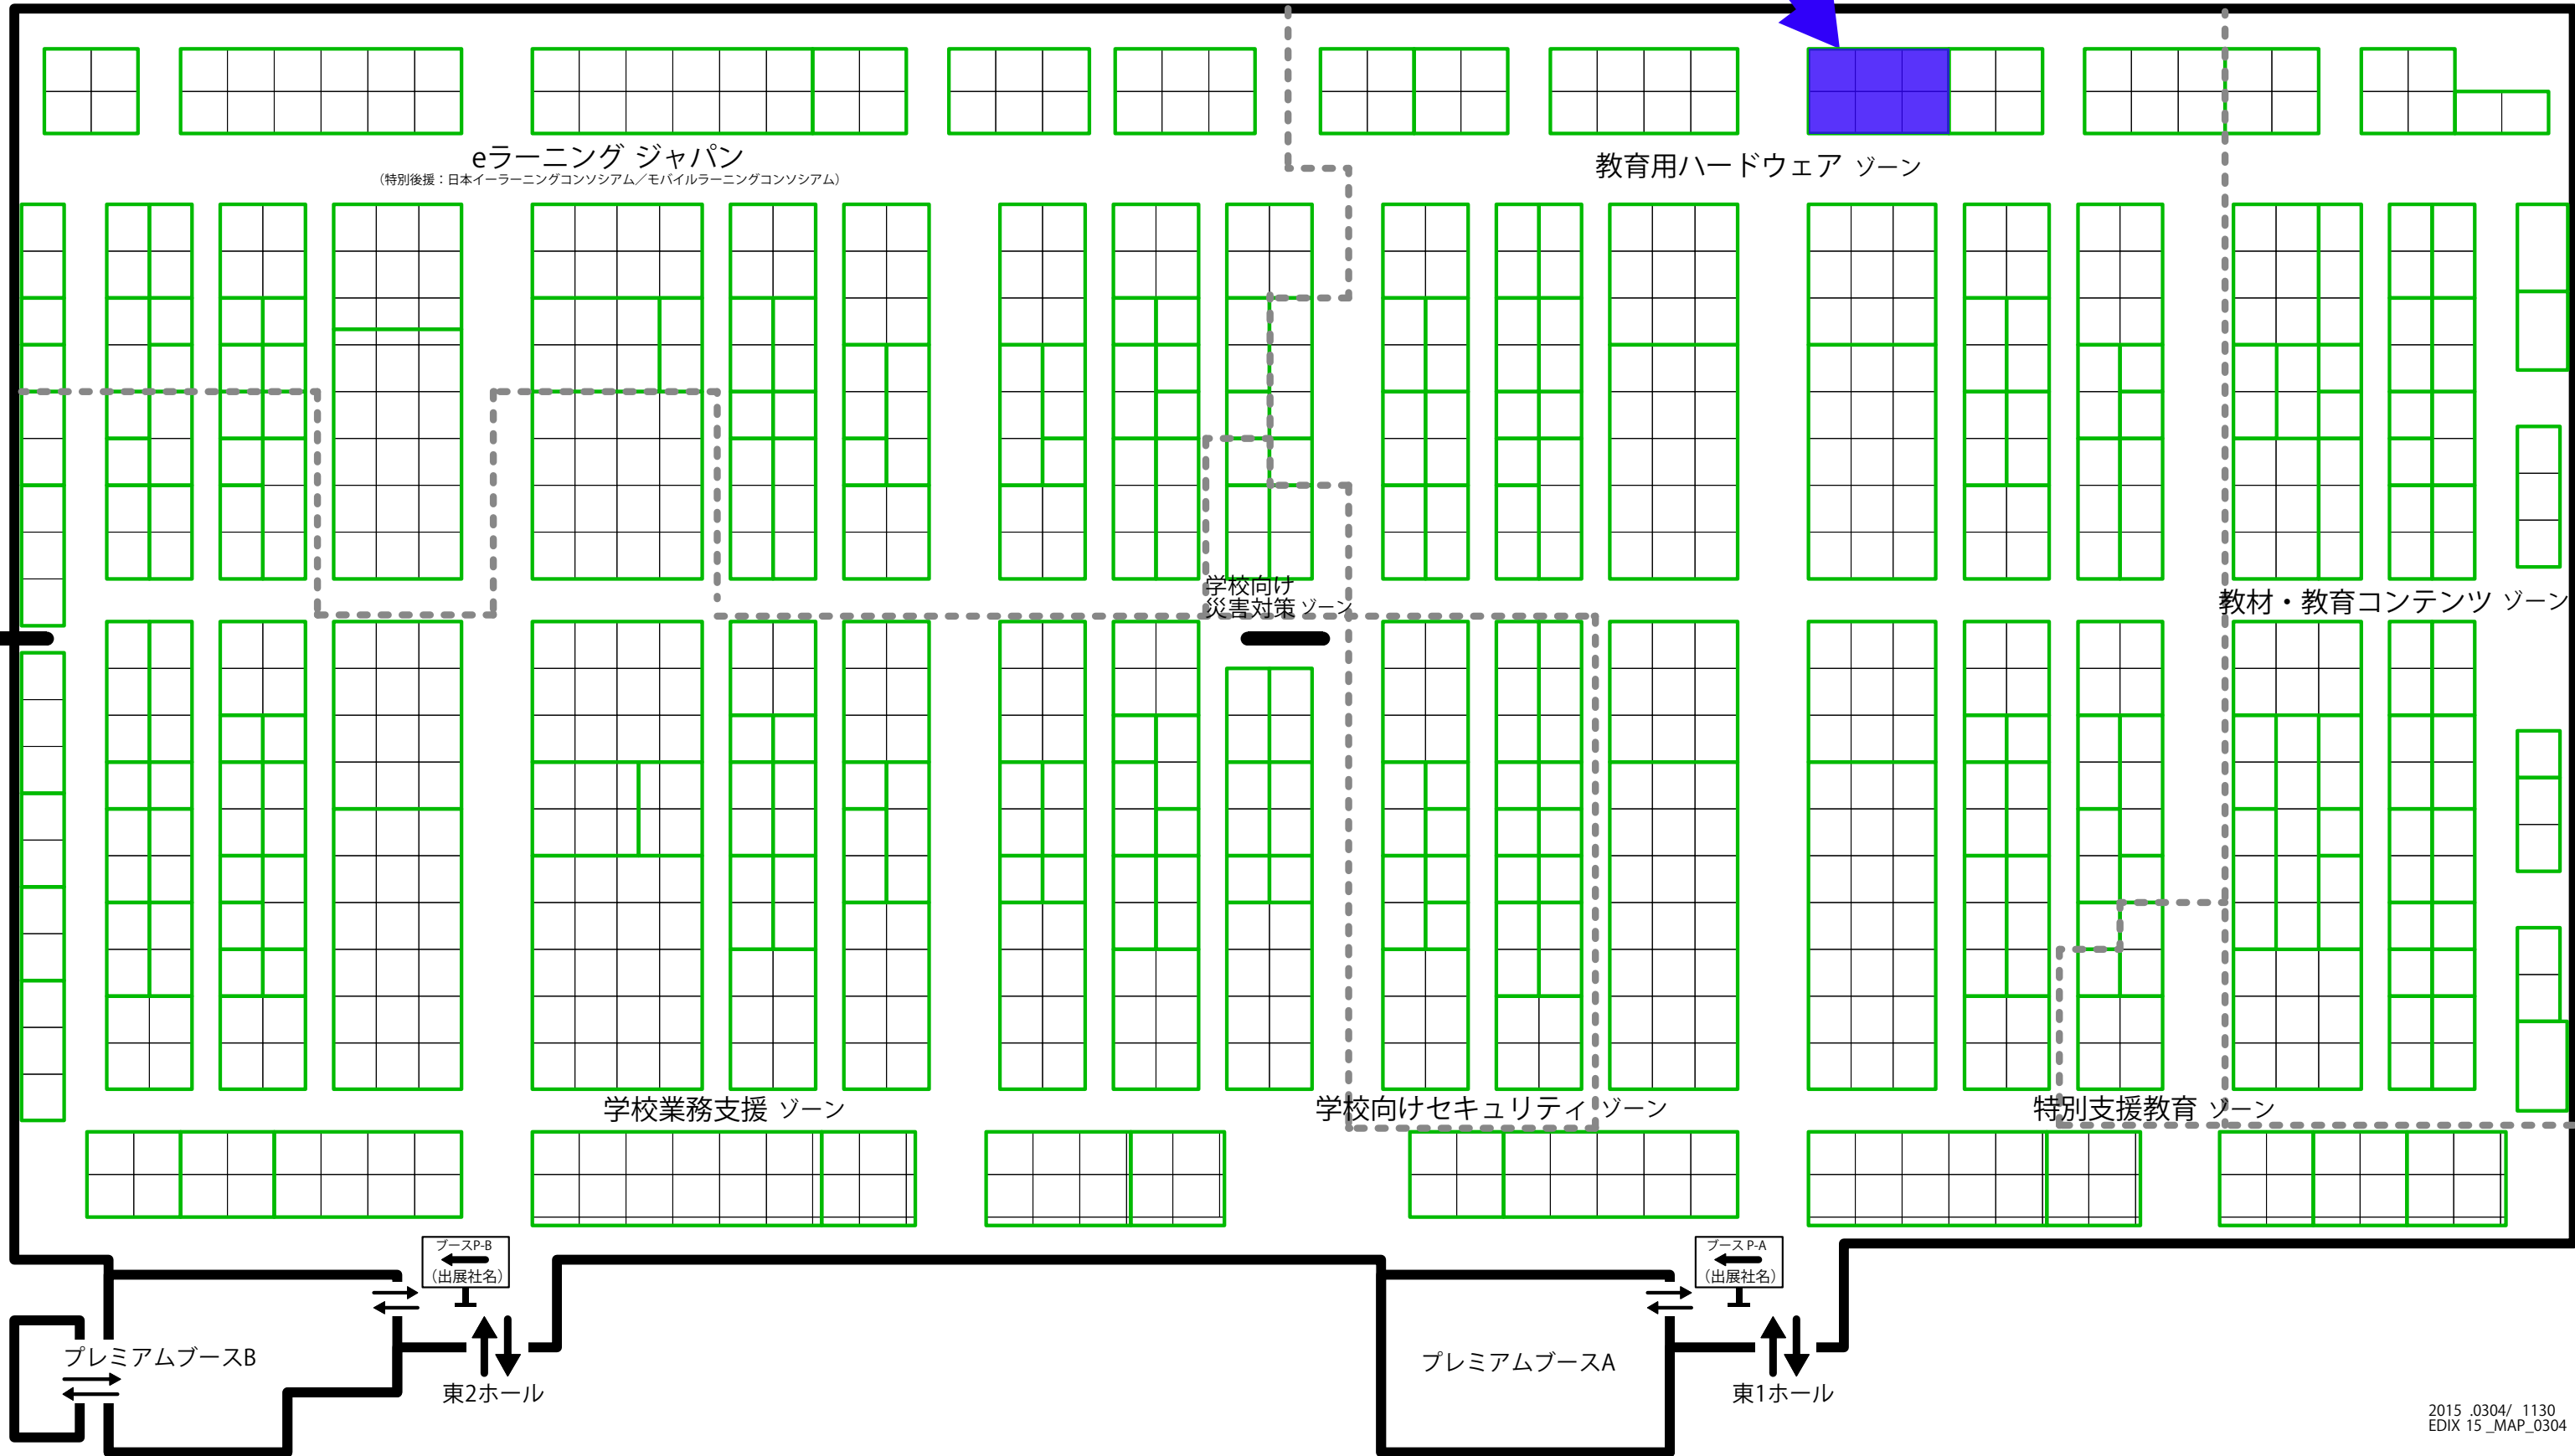 eラーニング ジャパン
(特別後援：日本イーラーニングコンソシアム／モバイルラーニングコンソシアム)
教育用ハードウェア ゾーン
学校向け
災害対策 ゾーン
教材・教育コンテンツ ゾーン
学校業務支援 ゾーン
学校向けセキュリティ ゾーン
特別支援教育 ゾーン
ブースP-B
(出展社名)
ブース P-A
(出展社名)
プレミアムブースB
東2ホール
プレミアムブースA
東1ホール
2015 .0304/ 1130
EDIX 15 _MAP_0304